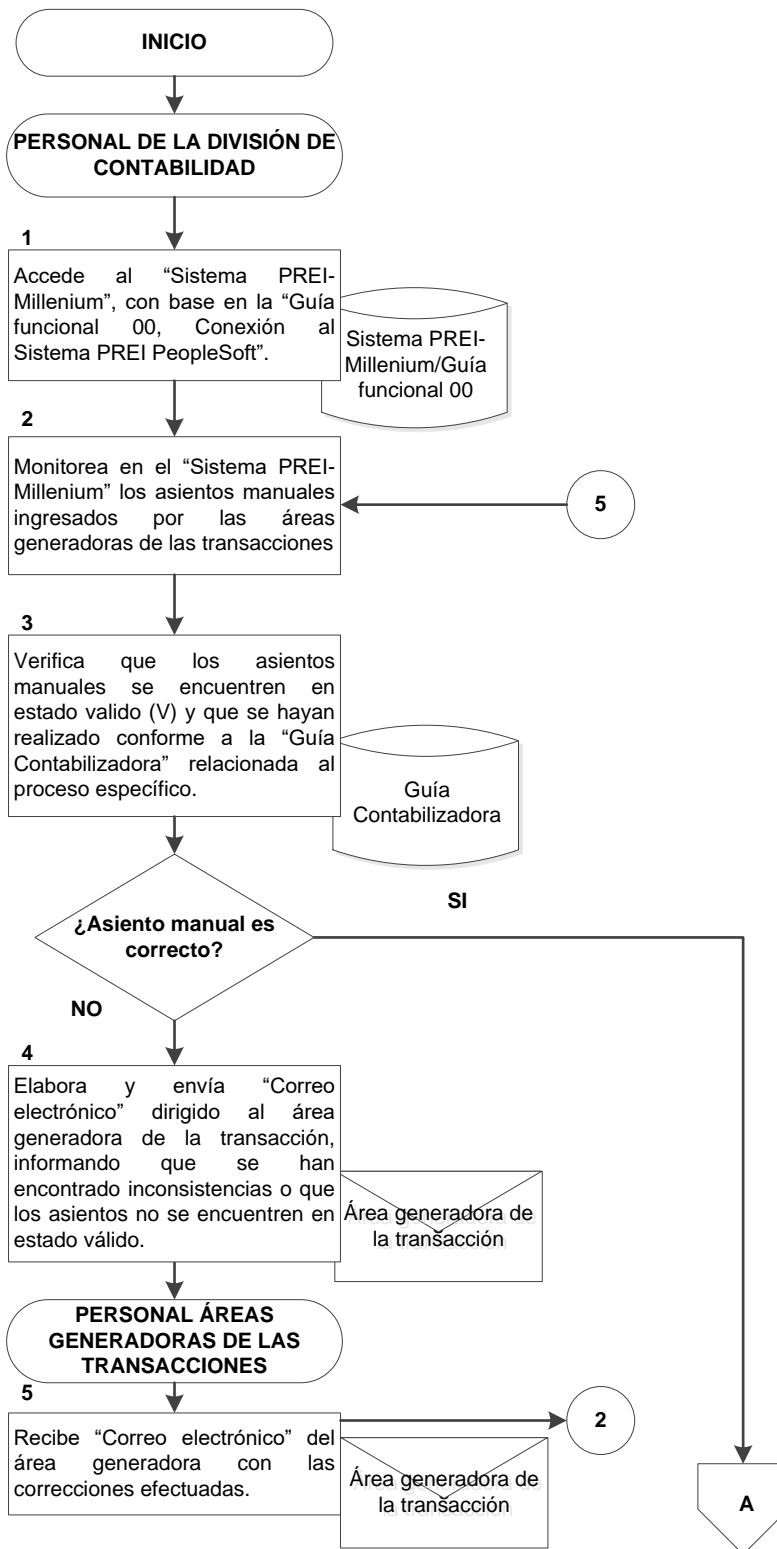 INICIO
PERSONAL DE LA DIVISIÓN DE
CONTABILIDAD
1
Accede al “Sistema PREI-
Millenium”, con base en la “Guía
funcional 00, Conexión al
Sistema PREI PeopleSoft”.
Sistema PREI-
Millenium/Guía
funcional 00
2
Monitorea en el “Sistema PREI-
Millenium” los asientos manuales
ingresados por las áreas
generadoras de las transacciones
5
3
Verifica que los asientos
manuales se encuentren en
estado valido (V) y que se hayan
realizado conforme a la “Guía
Contabilizadora” relacionada al
proceso específico.
Guía
Contabilizadora
¿Asiento manual es
correcto?
SI
NO
4
Elabora y envía “Correo
electrónico” dirigido al área
generadora de la transacción,
informando que se han
encontrado inconsistencias o que
los asientos no se encuentren en
estado válido.
Área generadora de
la transacción
PERSONAL ÁREAS
GENERADORAS DE LAS
TRANSACCIONES
5
Recibe “Correo electrónico” del
área generadora con las
correcciones efectuadas.
2
Área generadora de
la transacción
A